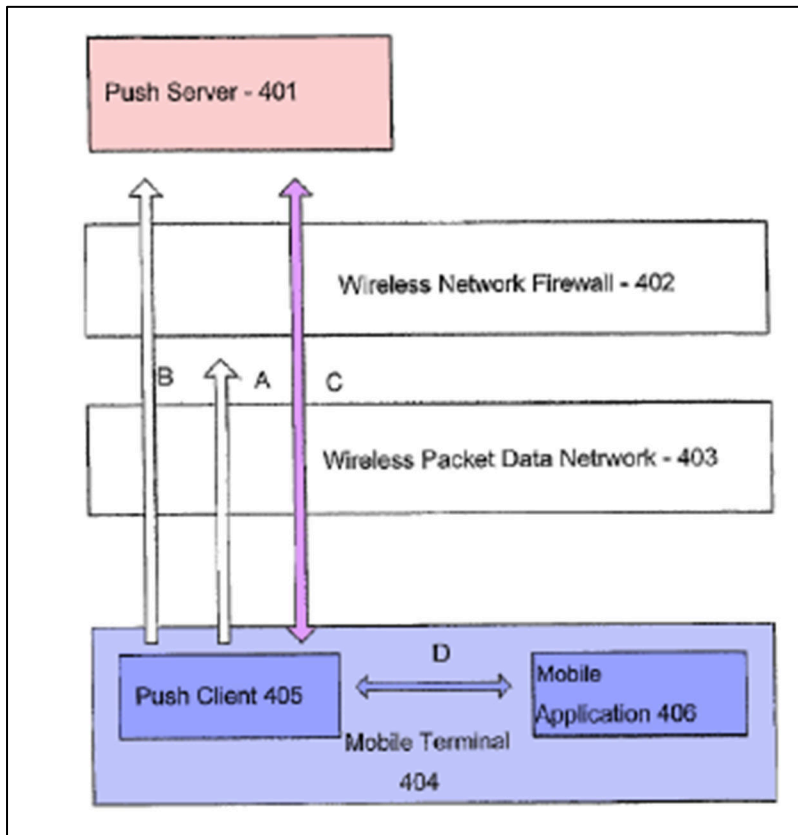 Push Server - 401
Wireless Network Firewall - 402
B
A
C
Wireless Packet Data Netrwork - 403
D
Push Client 405
Mobile
Application 406
Mobile Terminal
404